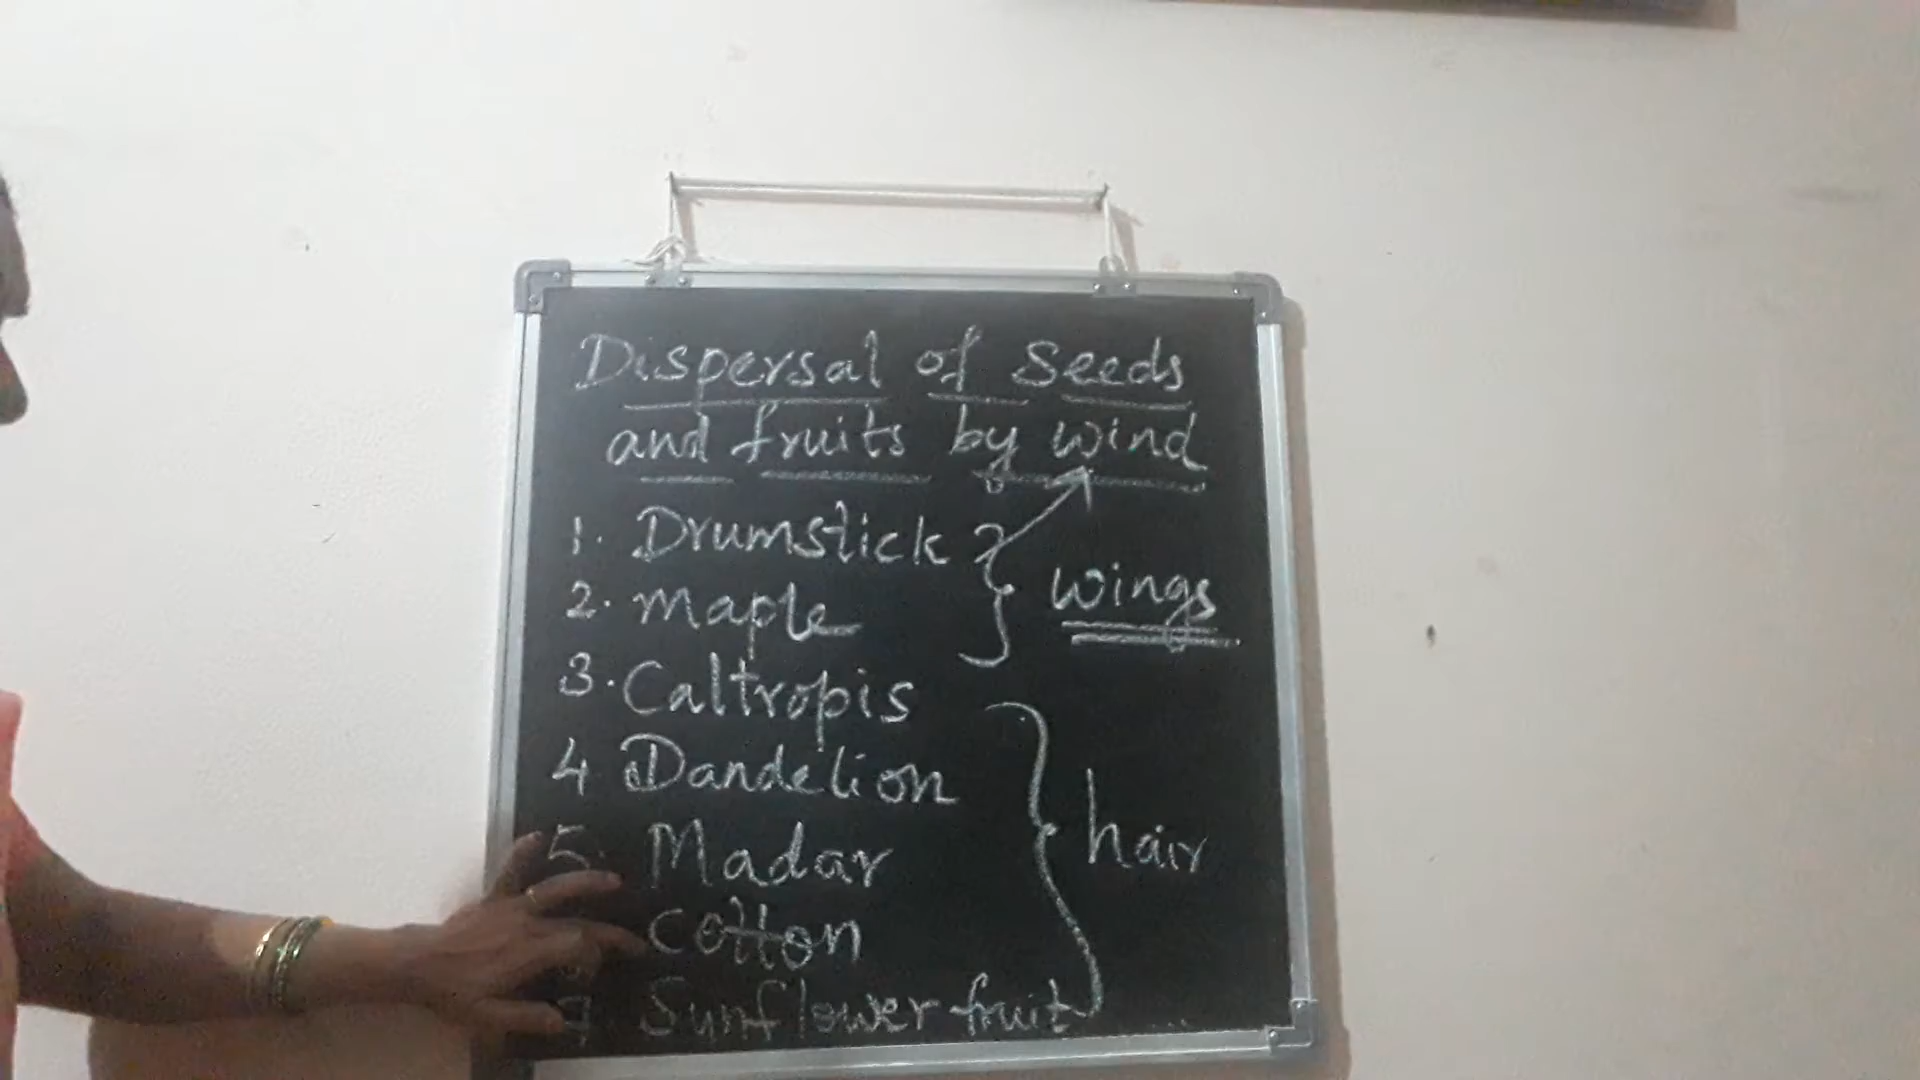 Dispersal of Seeds
and fruits by wind
1. Drumstick
2. Maple
wings
3. Caltropis
4 Dandelion
5. Madar
hair
Cotton
7 Sunflower fruit